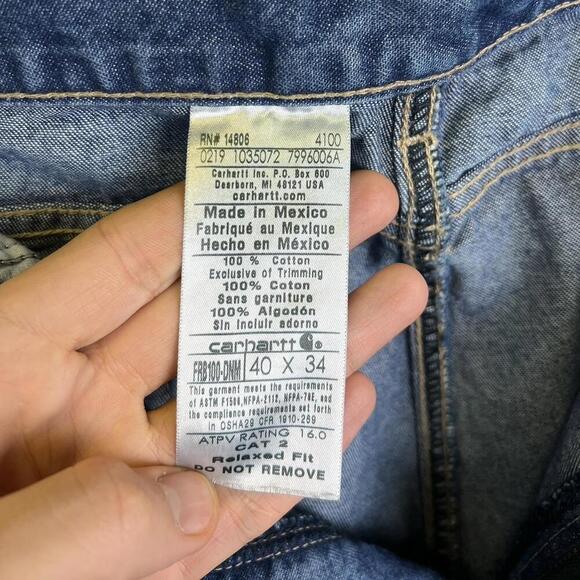 RN# 14806 4100
0219 1035072 7996006A
Carhartt Inc. P.O. Box 600
Dearborn, MI 48121 USA
carhartt.com
Made in Mexico
Fabriqué au Mexique
Hecho en México
100 % Cotton
Exclusive of Trimming
100% Coton
Sans garniture
100% Algodón
Sin incluir adorno
carhartt
FRB100-DNM 40 X 34
This garment meets the requirements
of ASTM F1506, NFPA-2112, NFPA-70E, and
the compliance requirements set forth
in OSHA29 CFR 1910-269
ATPV RATING 16.0
CAT 2
Relaxed Fit
DO NOT REMOVE